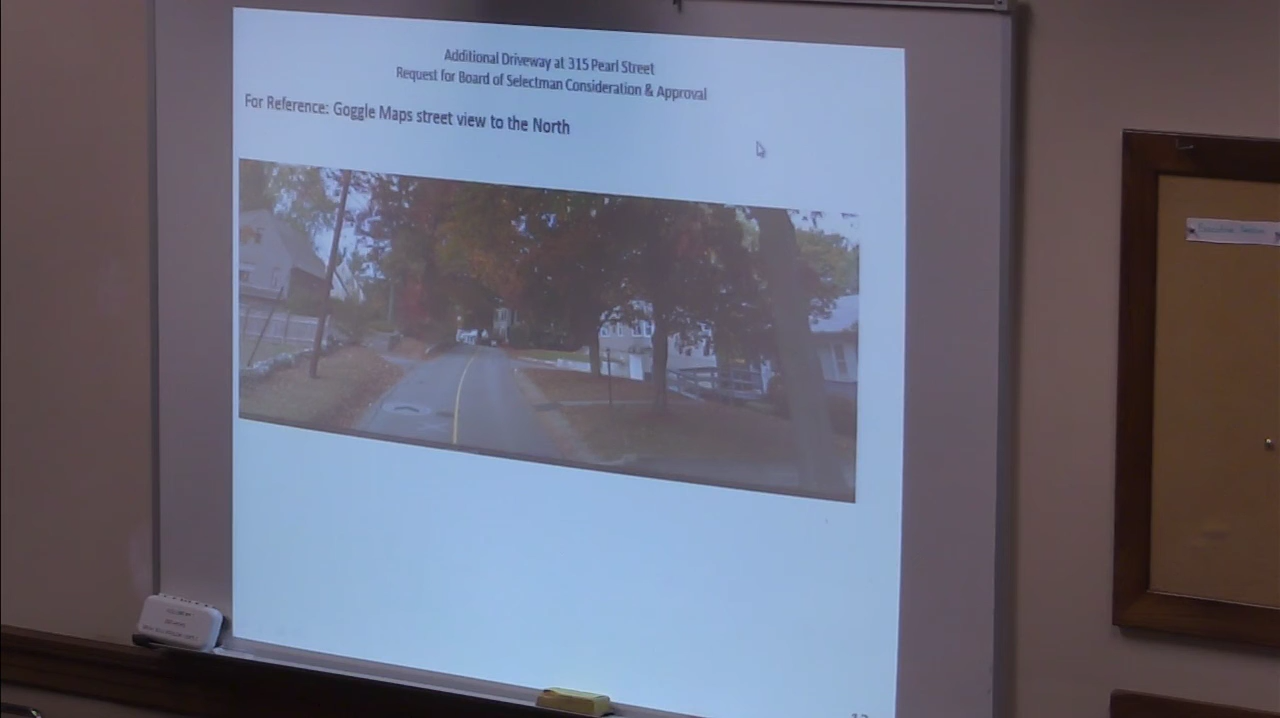 Additional Driveway at 315 Pearl Street
Request for Board of Selectman Consideration & Approval
For Reference: Goggle Maps street view to the North